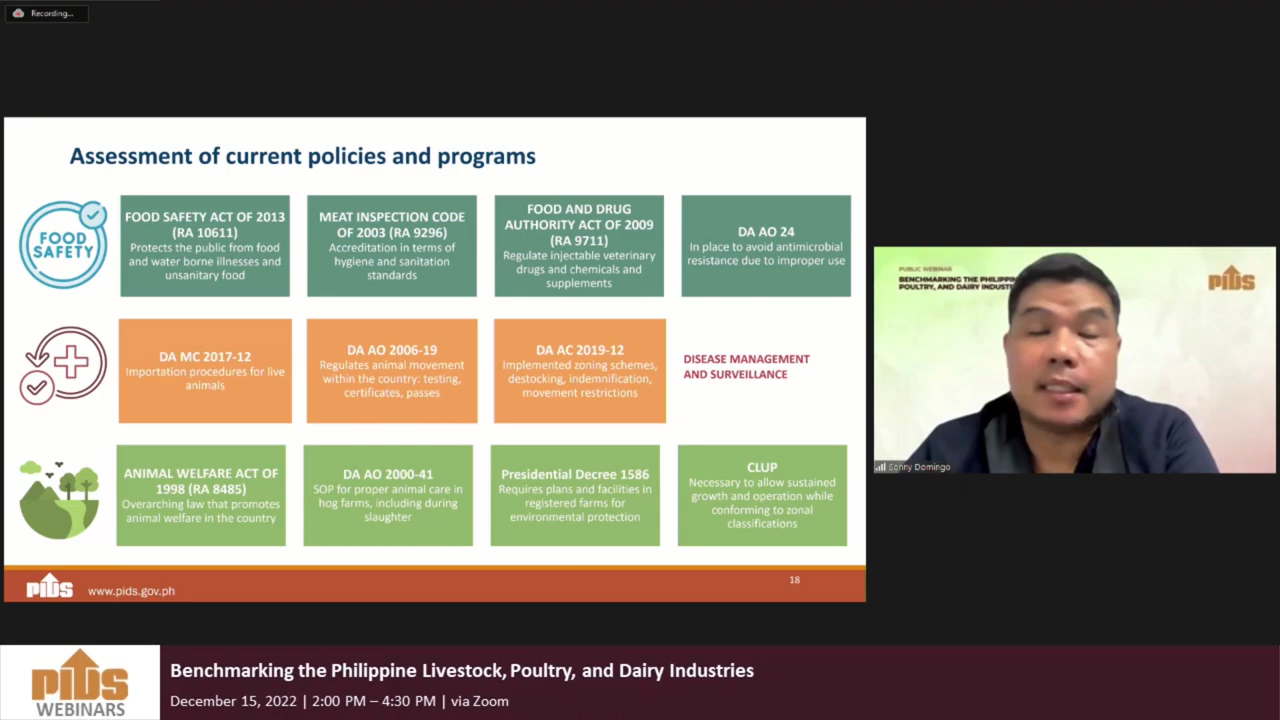 Recording...
Assessment of current policies and programs
FOOD
SAFETY
FOOD SAFETY ACT OF 2013
(RA 10611)
Protects the public from food
and water borne illnesses and
unsanitary food
MEAT INSPECTION CODE
OF 2003 (RA 9296)
Accreditation in terms of
hygiene and sanitation
standards
FOOD AND DRUG
AUTHORITY ACT OF 2009
(RA 9711)
Regulate injectable veterinary
drugs and chemicals and
supplements
DA AO 24
In place to avoid antimicrobial
resistance due to improper use
DA MC 2017-12
Importation procedures for live
animals
DA AO 2006-19
Regulates animal movement
within the country: testing,
certificates, passes
DA AC 2019-12
Implemented zoning schemes,
destocking, indemnification,
movement restrictions
DISEASE MANAGEMENT
AND SURVEILLANCE
ANIMAL WELFARE ACT OF
1998 (RA 8485)
Overarching law that promotes
animal welfare in the country
DA AO 2000-41
SOP for proper animal care in
hog farms, including during
slaughter
Presidential Decree 1586
Requires plans and facilities in
registered farms for
environmental protection
CLUP
Necessary to allow sustained
growth and operation while
conforming to zonal
classifications
pids
www.pids.gov.ph
18
PUBLIC WEBINAR
BENCHMARKING THE PHILIPPIN
POULTRY, AND DAIRY INDUST
pids
Sonny Domingo
pids
WEBINARS
Benchmarking the Philippine Livestock, Poultry, and Dairy Industries
December 15, 2022 | 2:00 PM – 4:30 PM | via Zoom